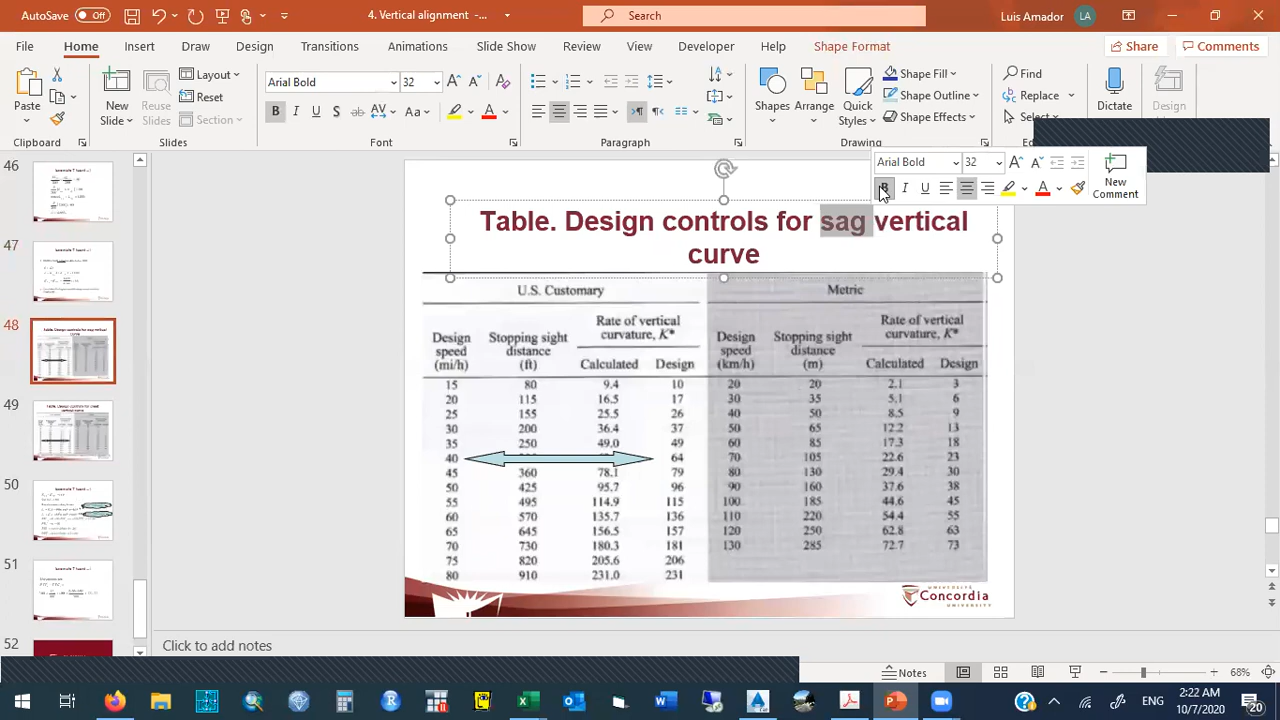 AutoSave Off 4. Vertical alignment -... Search Luis Amador LA
File Home Insert Draw Design Transitions Animations Slide Show Review View Developer Help Shape Format Share Comments
Paste New Slide Reuse Slides Layout Reset Section Arial Bold 32 Shapes Arrange Quick Styles Shape Fill Shape Outline Shape Effects Find Replace Select Dictate Design
Clipboard Slides Font Paragraph Drawing
Arial Bold 32 New Comment
46
47
48
49
50
51
52
Table. Design controls for sag vertical
curve
U.S. Customary Metric
Design speed (mi/h) Stopping sight distance (ft) Rate of vertical curvature, K* Calculated Design Design speed (km/h) Stopping sight distance (m) Rate of vertical curvature, K* Calculated Design
15 80 9.4 10 20 20 2.1 3
20 115 16.5 17 30 35 5.1 6
25 155 25.5 26 40 50 8.5 9
30 200 36.4 37 50 65 12.2 13
35 250 49.0 49 60 85 17.3 18
40 64 70 105 22.6 23
45 360 78.1 79 80 130 29.4 30
50 425 95.7 96 90 160 37.6 38
55 495 114.9 115 100 185 44.6 45
60 570 135.7 136 110 220 54.4 55
65 645 156.5 157 120 250 62.8 63
70 730 180.3 181 130 285 72.7 73
75 820 205.6 206
80 910 231.0 231
UNIVERSITÉ
Concordia
UNIVERSITY
Click to add notes
Notes 68%
ENG 2:22 AM
10/7/2020 20